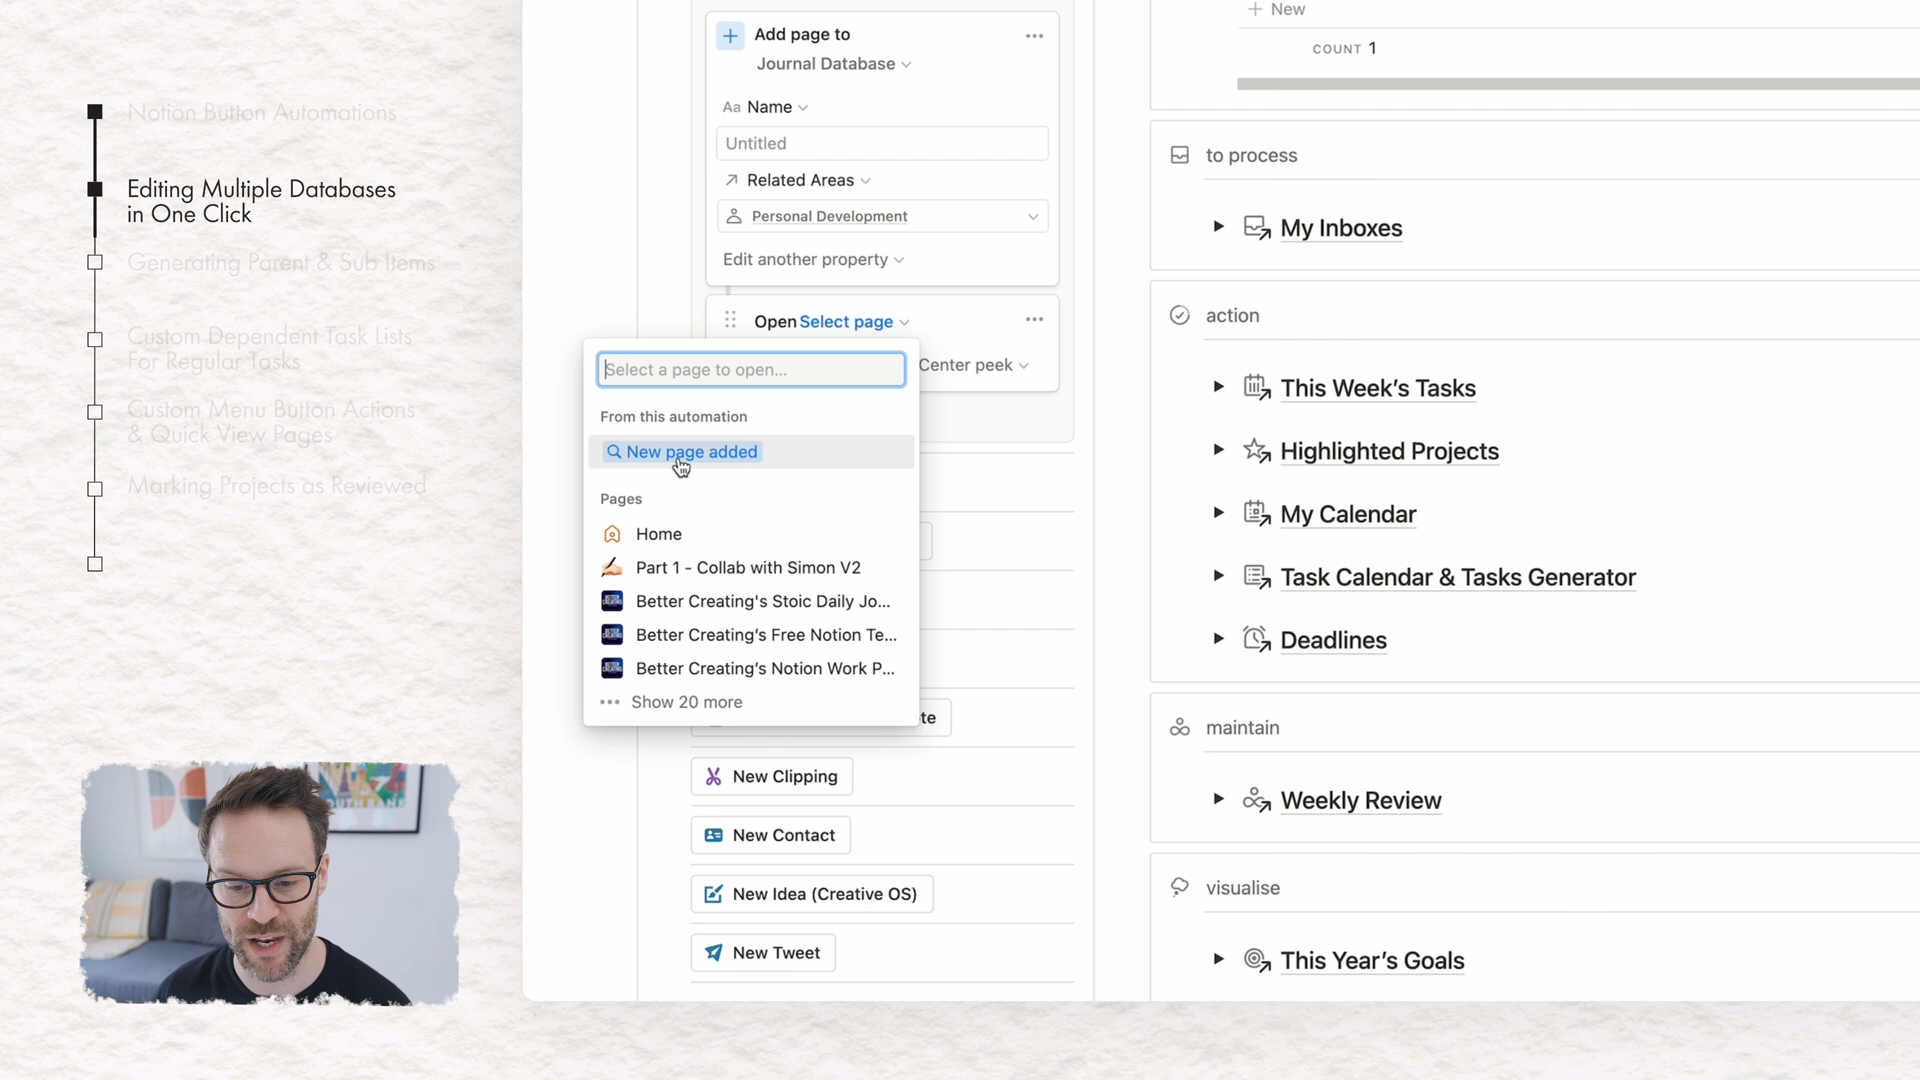 Notion Button Automations
Editing Multiple Databases
in One Click
Generating Parent & Sub Items
Custom Dependent Task Lists
For Regular Tasks
Custom Menu Button Actions
& Quick View Pages
Marking Projects as Reviewed
Add page to
Journal Database
Aa Name
Untitled
Related Areas
Personal Development
Edit another property
Open Select page
Center peek
Select a page to open...
From this automation
New page added
Pages
Home
Part 1 - Collab with Simon V2
Better Creating's Stoic Daily Jo...
Better Creating's Free Notion Te...
Better Creating's Notion Work P...
Show 20 more
te
New Clipping
New Contact
New Idea (Creative OS)
New Tweet
+ New
COUNT 1
to process
My Inboxes
action
This Week's Tasks
Highlighted Projects
My Calendar
Task Calendar & Tasks Generator
Deadlines
maintain
Weekly Review
visualise
This Year's Goals